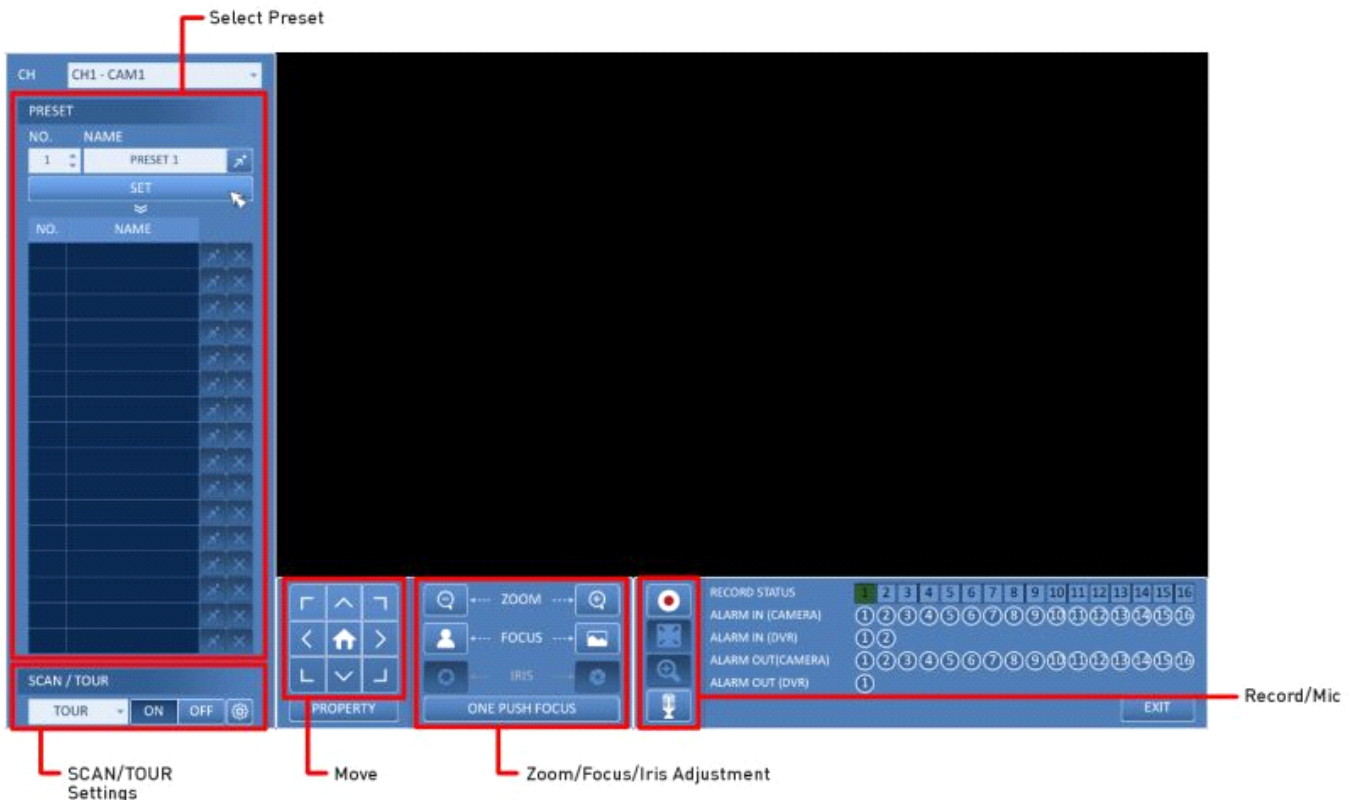 Select Preset
CH CH1 - CAM1
PRESET
NO. NAME
1 PRESET 1
SET
NO. NAME
SCAN / TOUR
TOUR ON OFF
PROPERTY
ZOOM
FOCUS
IRIS
ONE PUSH FOCUS
RECORD STATUS 1 2 3 4 5 6 7 8 9 10 11 12 13 14 15 16
ALARM IN (CAMERA) 1 2 3 4 5 6 7 8 9 10 11 12 13 14 15 16
ALARM IN (DVR) 1 2
ALARM OUT(CAMERA) 1 2 3 4 5 6 7 8 9 10 11 12 13 14 15 16
ALARM OUT (DVR) 1
EXIT
Record/Mic
SCAN/TOUR
Settings
Move
Zoom/Focus/Iris Adjustment